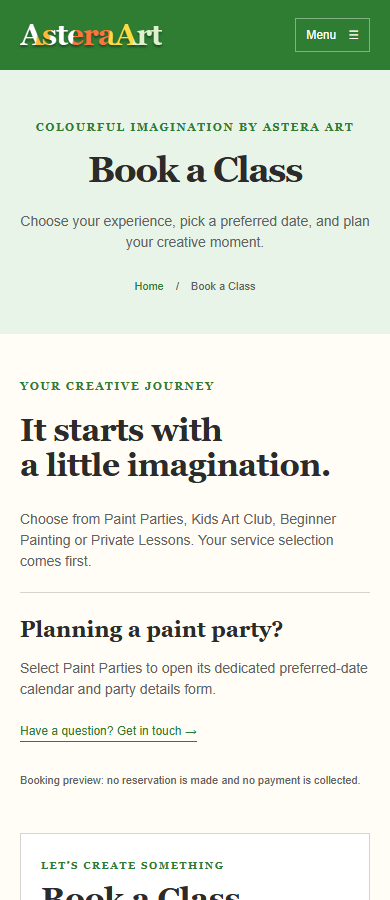 AsteraArt
Menu ☰
COLOURFUL IMAGINATION BY ASTERA ART
Book a Class
Choose your experience, pick a preferred date, and plan
your creative moment.
Home / Book a Class
YOUR CREATIVE JOURNEY
It starts with
a little imagination.
Choose from Paint Parties, Kids Art Club, Beginner
Painting or Private Lessons. Your service selection
comes first.
Planning a paint party?
Select Paint Parties to open its dedicated preferred-date
calendar and party details form.
Have a question? Get in touch →
Booking preview: no reservation is made and no payment is collected.
LET'S CREATE SOMETHING
Book a Class